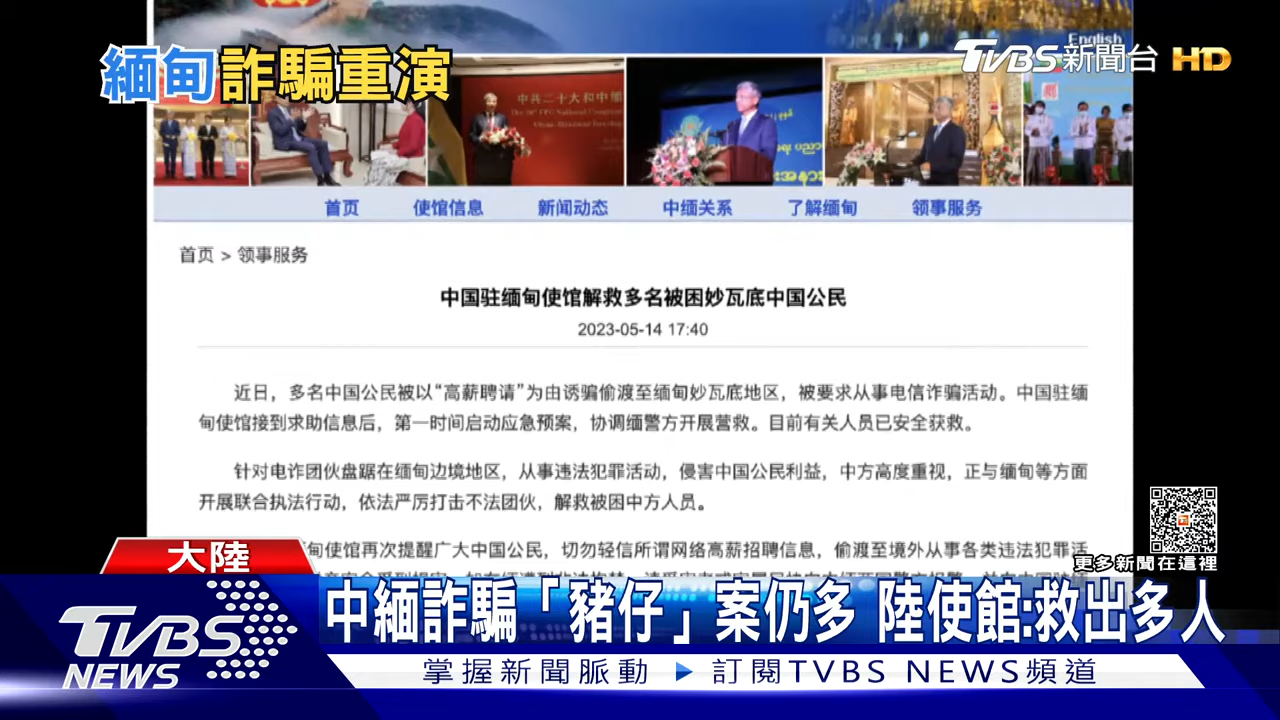 English
TVBS新聞台 HD
緬甸詐騙重演
中共二十大和中缅
首页 使馆信息 新闻动态 中缅关系 了解缅甸 领事服务
首页 > 领事服务
中国驻缅甸使馆解救多名被困妙瓦底中国公民
2023-05-14 17:40
近日，多名中国公民被以“高薪聘请”为由诱骗偷渡至缅甸妙瓦底地区，被要求从事电信诈骗活动。中国驻缅
甸使馆接到求助信息后，第一时间启动应急预案，协调缅警方开展营救。目前有关人员已安全获救。
针对电诈团伙盘踞在缅甸边境地区，从事违法犯罪活动，侵害中国公民利益，中方高度重视，正与缅甸等方面
开展联合执法行动，依法严厉打击不法团伙，解救被困中方人员。
甸使馆再次提醒广大中国公民，切勿轻信所谓网络高薪招聘信息，偷渡至境外从事各类违法犯罪活
更多新聞在這裡
大陸
中緬詐騙「豬仔」案仍多 陸使館:救出多人
TVBS NEWS
掌握新聞脈動 ▶ 訂閱TVBS NEWS頻道